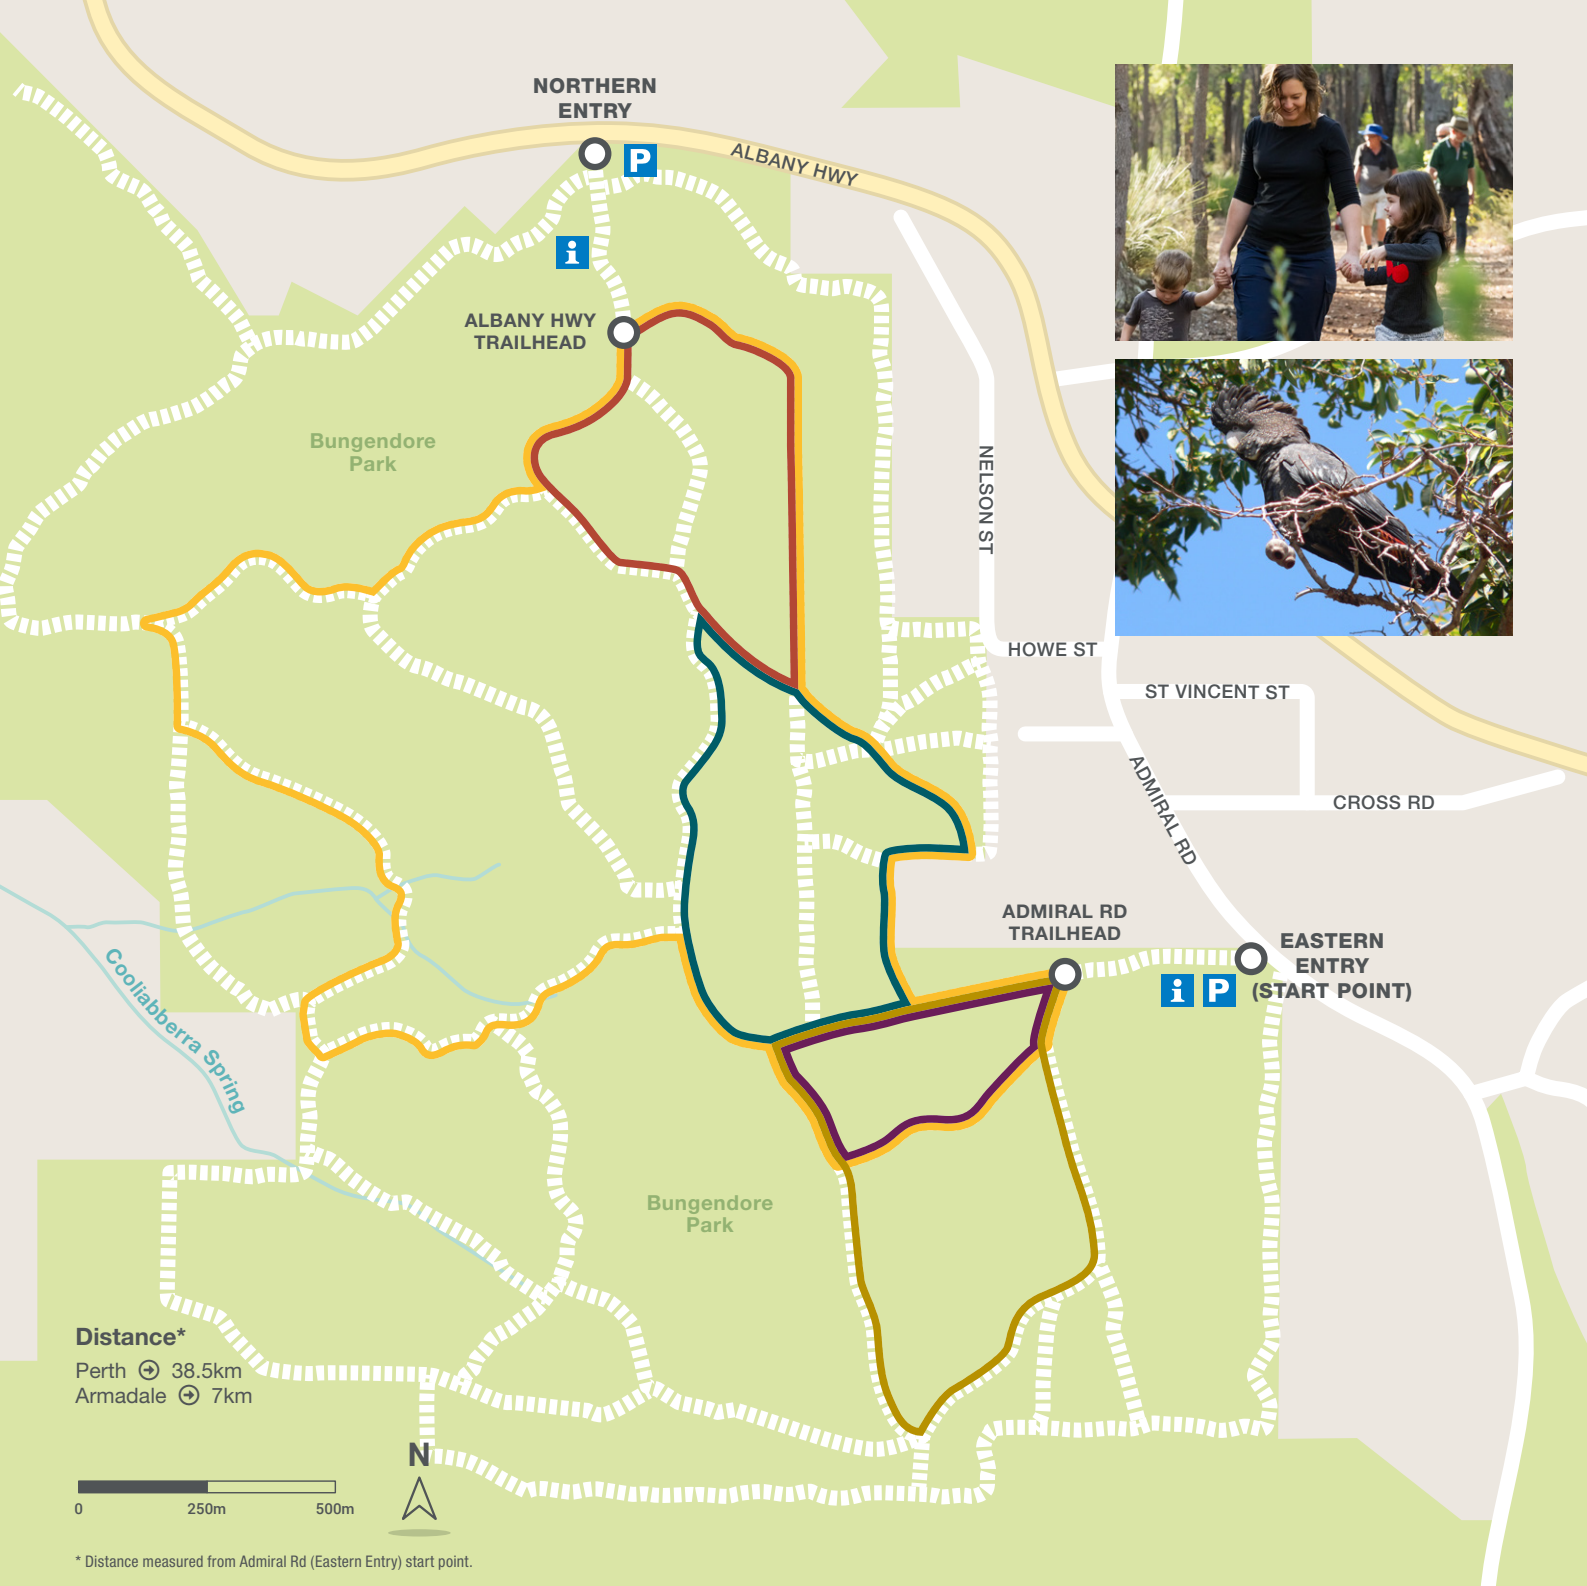 NORTHERN
ENTRY
P
ALBANY HWY
i
ALBANY HWY
TRAILHEAD
Bungendore
Park
NELSON ST
HOWE ST
ST VINCENT ST
ADMIRAL RD
CROSS RD
ADMIRAL RD
TRAILHEAD
EASTERN
ENTRY
(START POINT)
i P
Cooliabberra Spring
Bungendore
Park
Distance*
Perth 38.5km
Armadale 7km
N
0 250m 500m
* Distance measured from Admiral Rd (Eastern Entry) start point.